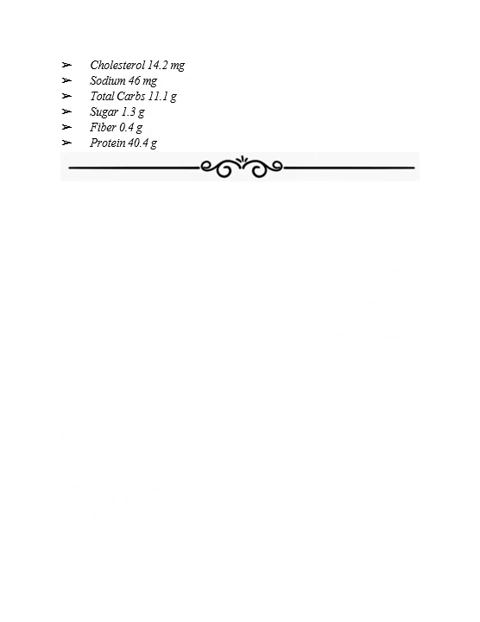 ➢ Cholesterol 14.2 mg
➢ Sodium 46 mg
➢ Total Carbs 11.1 g
➢ Sugar 1.3 g
➢ Fiber 0.4 g
➢ Protein 40.4 g